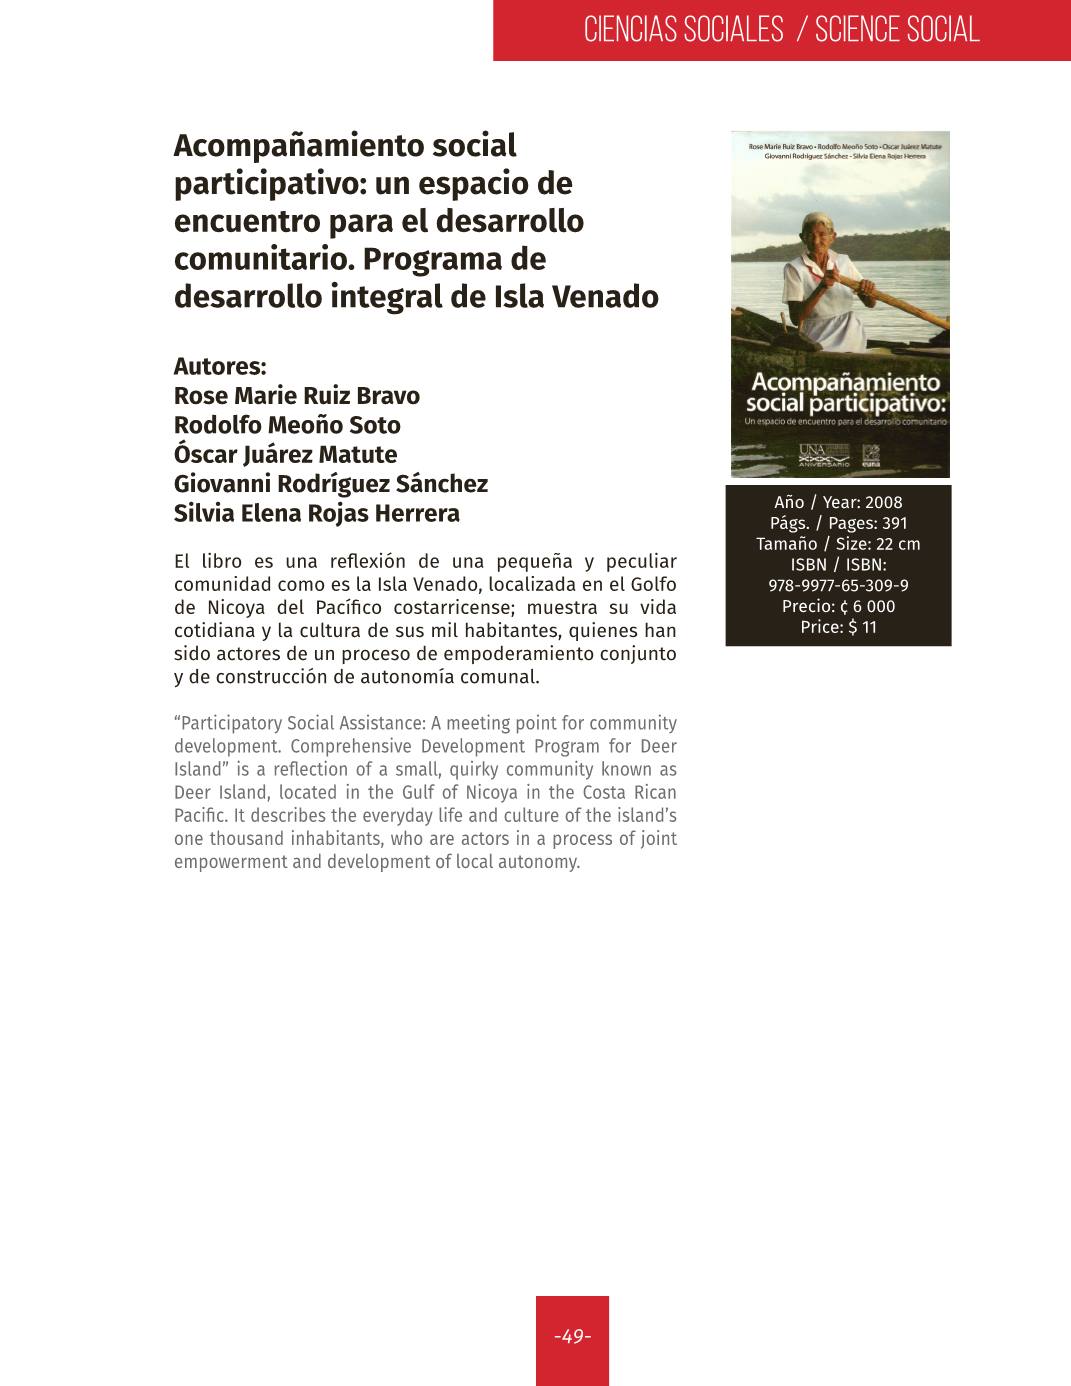 CIENCIAS SOCIALES / SCIENCE SOCIAL
Acompañamiento social
participativo: un espacio de
encuentro para el desarrollo
comunitario. Programa de
desarrollo integral de Isla Venado
Autores:
Rose Marie Ruiz Bravo
Rodolfo Meoño Soto
Óscar Juárez Matute
Giovanni Rodríguez Sánchez
Silvia Elena Rojas Herrera
El libro es una reflexión de una pequeña y peculiar
comunidad como es la Isla Venado, localizada en el Golfo
de Nicoya del Pacífico costarricense; muestra su vida
cotidiana y la cultura de sus mil habitantes, quienes han
sido actores de un proceso de empoderamiento conjunto
y de construcción de autonomía comunal.
“Participatory Social Assistance: A meeting point for community
development. Comprehensive Development Program for Deer
Island” is a reflection of a small, quirky community known as
Deer Island, located in the Gulf of Nicoya in the Costa Rican
Pacific. It describes the everyday life and culture of the island’s
one thousand inhabitants, who are actors in a process of joint
empowerment and development of local autonomy.
Rose Marie Ruiz Bravo • Rodolfo Meoño Soto • Oscar Juárez Matute
Giovanni Rodríguez Sánchez - Silvia Elena Rojas Herrera
Acompañamiento
social participativo:
Un espacio de encuentro para el desarrollo comunitario
UNA
XXXV
ANIVERSARIO
euna
Año / Year: 2008
Págs. / Pages: 391
Tamaño / Size: 22 cm
ISBN / ISBN:
978-9977-65-309-9
Precio: ¢ 6 000
Price: $ 11
-49-